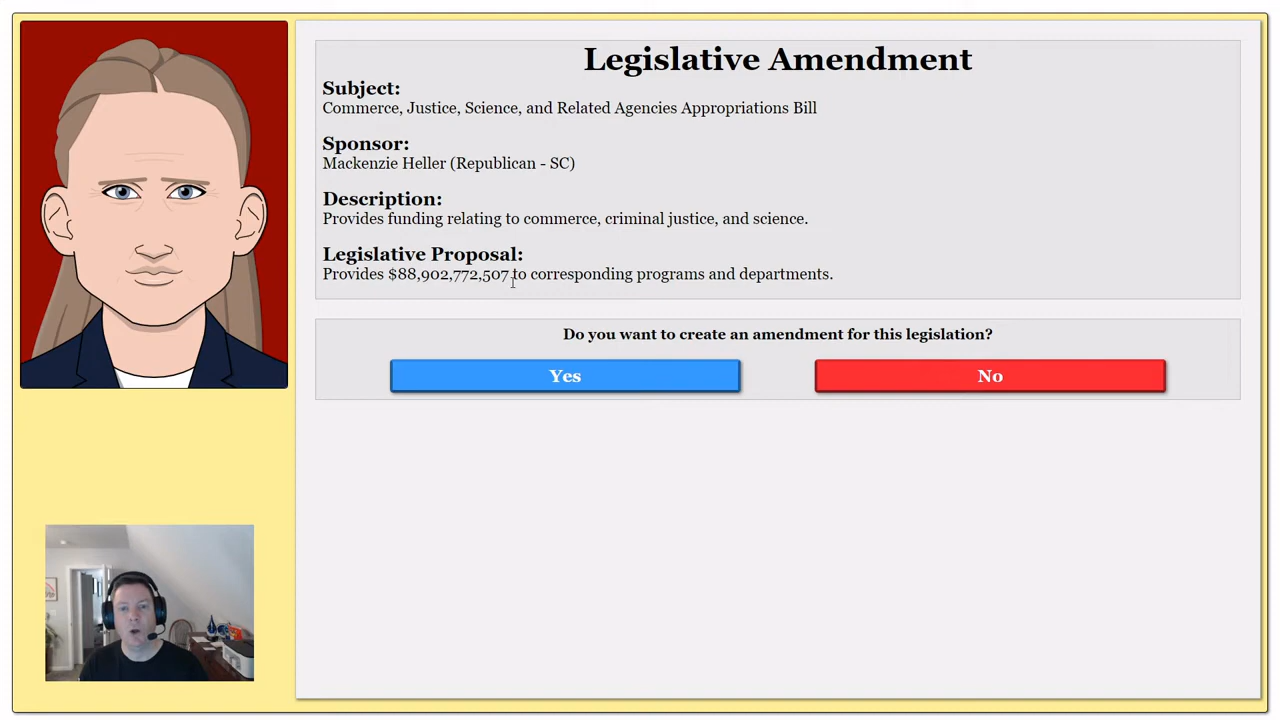 Legislative Amendment
Subject:
Commerce, Justice, Science, and Related Agencies Appropriations Bill
Sponsor:
Mackenzie Heller (Republican - SC)
Description:
Provides funding relating to commerce, criminal justice, and science.
Legislative Proposal:
Provides $88,902,772,507 to corresponding programs and departments.
Do you want to create an amendment for this legislation?
Yes
No